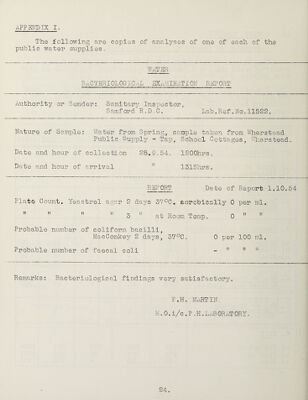 APPENDIX I.
The following are copies of analyses of one of each of the
public water supplies.
WATER
BACTERIOLOGICAL EXAMINATION REPORT
Authority or Sender: Sanitary Inspector,
Samford R.D.C. Lab.Ref.No.11522.
Nature of Sample: Water from Spring, sample taken from Wherstead
Public Supply - Tap, School Cottages, Wherstead.
Date and hour of collection 28.9.54. 1200hrs.
Date and hour of arrival " 1315hrs.
REPORT Date of Report 1.10.54
Plate Count. Yeastrel agar 2 days 37°C. aerobically 0 per ml.
" " " " 3 " at Room Temp. 0 " "
Probable number of coliform bacilli,
MacConkey 2 days, 37°C. 0 per 100 ml.
Probable number of faecal coli - " " "
Remarks: Bacteriological findings very satisfactory.
P.H. MARTIN.
M.O.i/c.P.H.LABORATORY.
24.